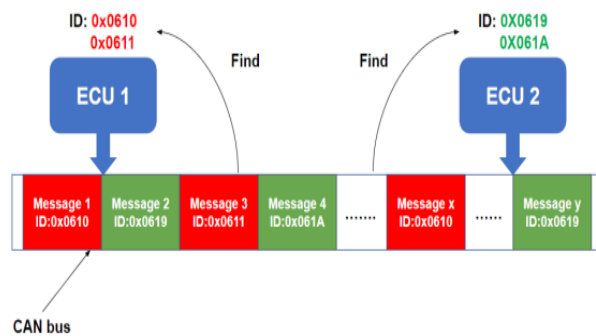 ID: 0x0610
0x0611
ID: 0X0619
0X061A
Find
Find
ECU 1
ECU 2
Message 1
ID:0x0610
Message 2
ID:0x0619
Message 3
ID:0x0611
Message 4
ID:0x061A
.......
Message x
ID:0x0610
......
Message y
ID:0x0619
CAN bus